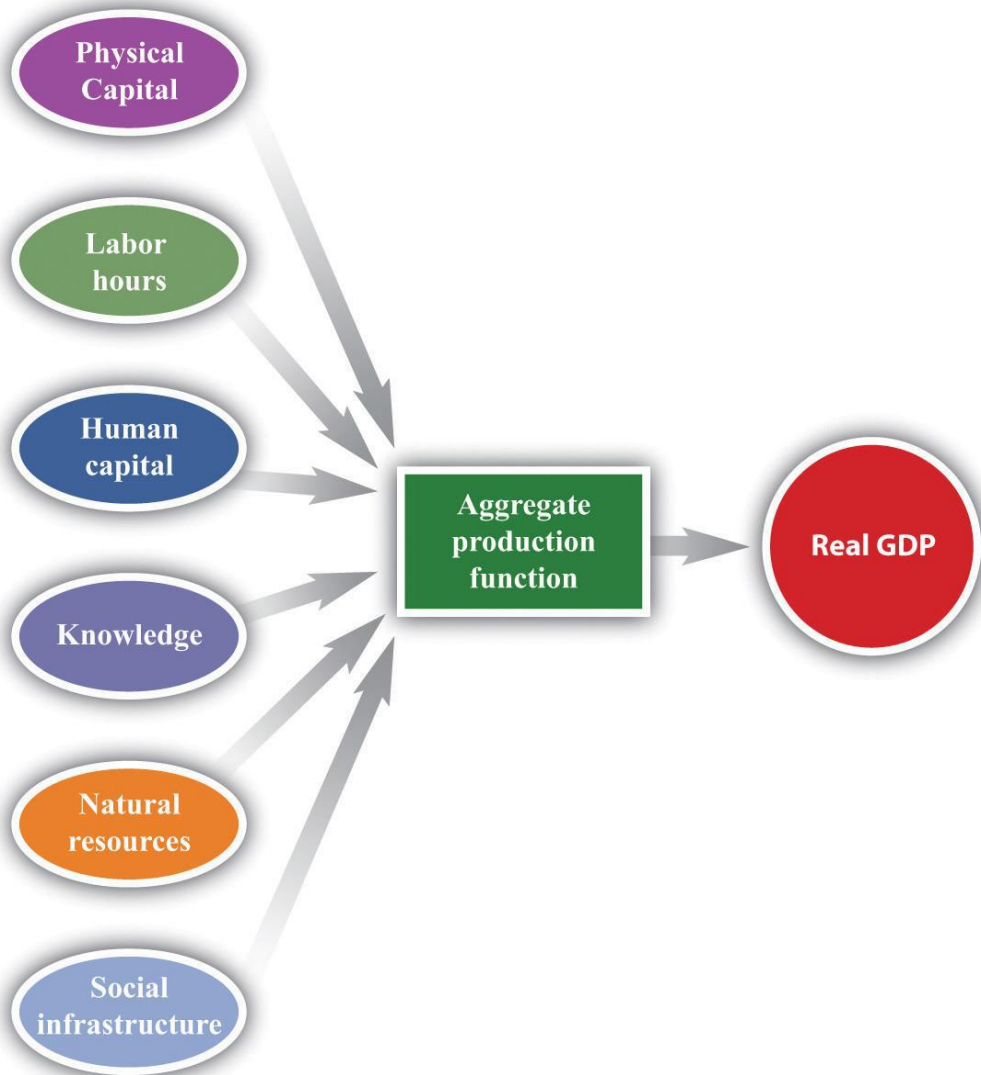 Physical
Capital
Labor
hours
Human
capital
Knowledge
Natural
resources
Social
infrastructure
Aggregate
production
function
Real GDP